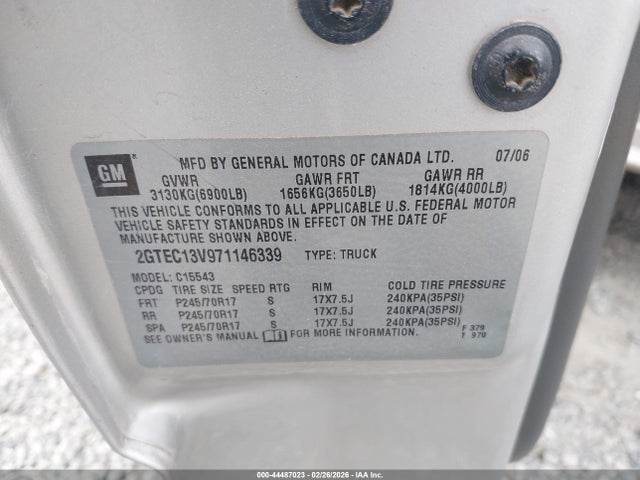 GM
MFD BY GENERAL MOTORS OF CANADA LTD. 07/06
GVWR GAWR FRT GAWR RR
3130KG(6900LB) 1656KG(3650LB) 1814KG(4000LB)
THIS VEHICLE CONFORMS TO ALL APPLICABLE U.S. FEDERAL MOTOR
VEHICLE SAFETY STANDARDS IN EFFECT ON THE DATE OF
MANUFACTURE SHOWN ABOVE.
2GTEC13V971146339 TYPE: TRUCK
MODEL: C15543
CPDG TIRE SIZE SPEED RTG RIM COLD TIRE PRESSURE
FRT P245/70R17 S 17X7.5J 240KPA(35PSI)
RR P245/70R17 S 17X7.5J 240KPA(35PSI)
SPA P245/70R17 S 17X7.5J 240KPA(35PSI)
SEE OWNER'S MANUAL FOR MORE INFORMATION.
F 379
T 970
000-44487023 | 02/26/2026 | © IAA Holdings, LLC